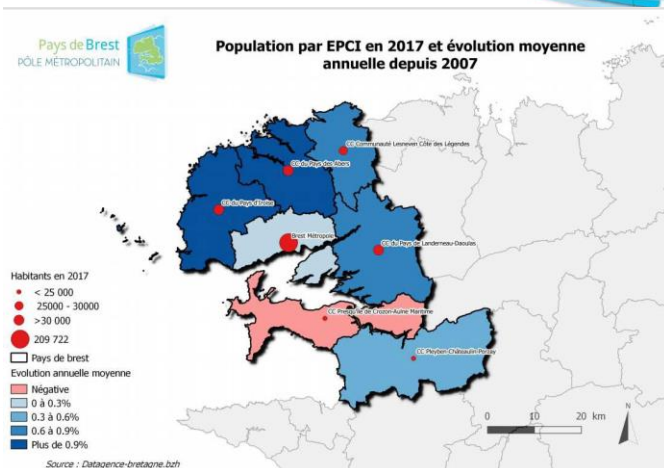 Pays de Brest
PÔLE MÉTROPOLITAIN
Population par EPCI en 2017 et évolution moyenne
annuelle depuis 2007
CC Communauté Lesneven Côte des Légendes
CC du Pays des Abers
CC du Pays d'Iroise
Brest Métropole
CC du Pays de Landerneau-Daoulas
CC Presqu'île de Crozon-Aulne Maritime
CC Pleyben-Châteaulin-Porzay
Habitants en 2017
< 25 000
25000 - 30000
>30 000
209 722
Pays de brest
Evolution annuelle moyenne
Négative
0 à 0.3%
0.3 à 0.6%
0.6 à 0.9%
Plus de 0.9%
0 10 20 km
N
Source : Datagence-bretagne.bzh